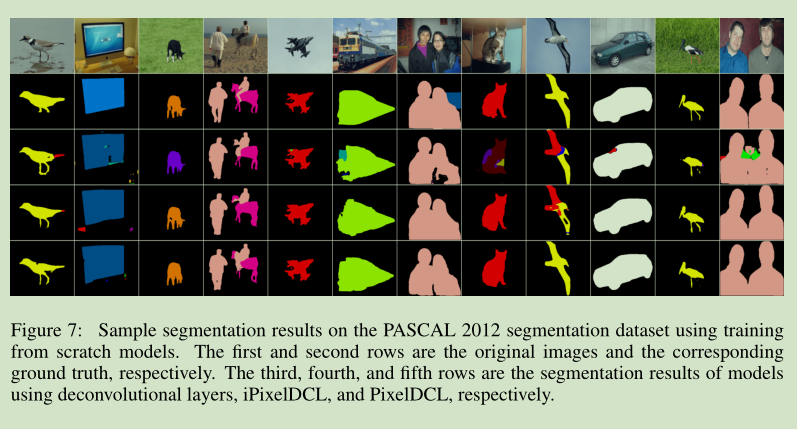 Figure 7: Sample segmentation results on the PASCAL 2012 segmentation dataset using training
from scratch models. The first and second rows are the original images and the corresponding
ground truth, respectively. The third, fourth, and fifth rows are the segmentation results of models
using deconvolutional layers, iPixelDCL, and PixelDCL, respectively.